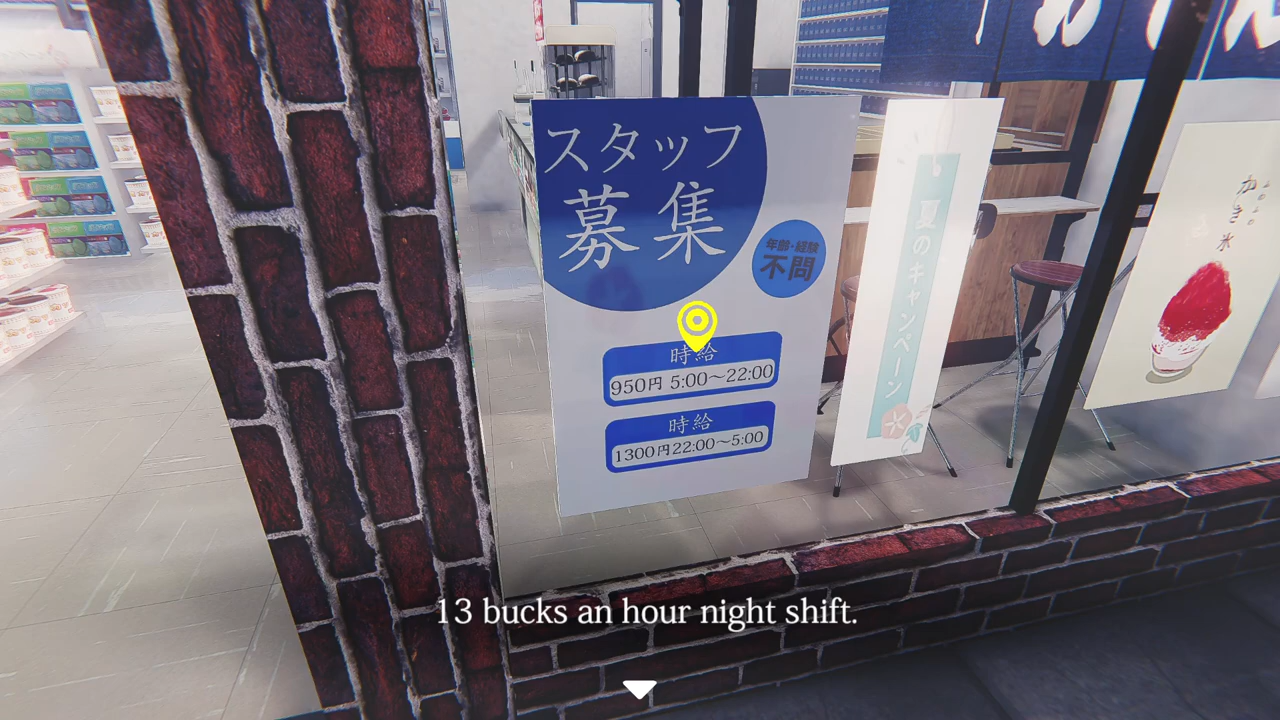 スタッフ
募集
年齢・経験
不問
時給
950円 5:00～22:00
時給
1300円22:00～5:00
夏のキャンペーン
かき氷
13 bucks an hour night shift.